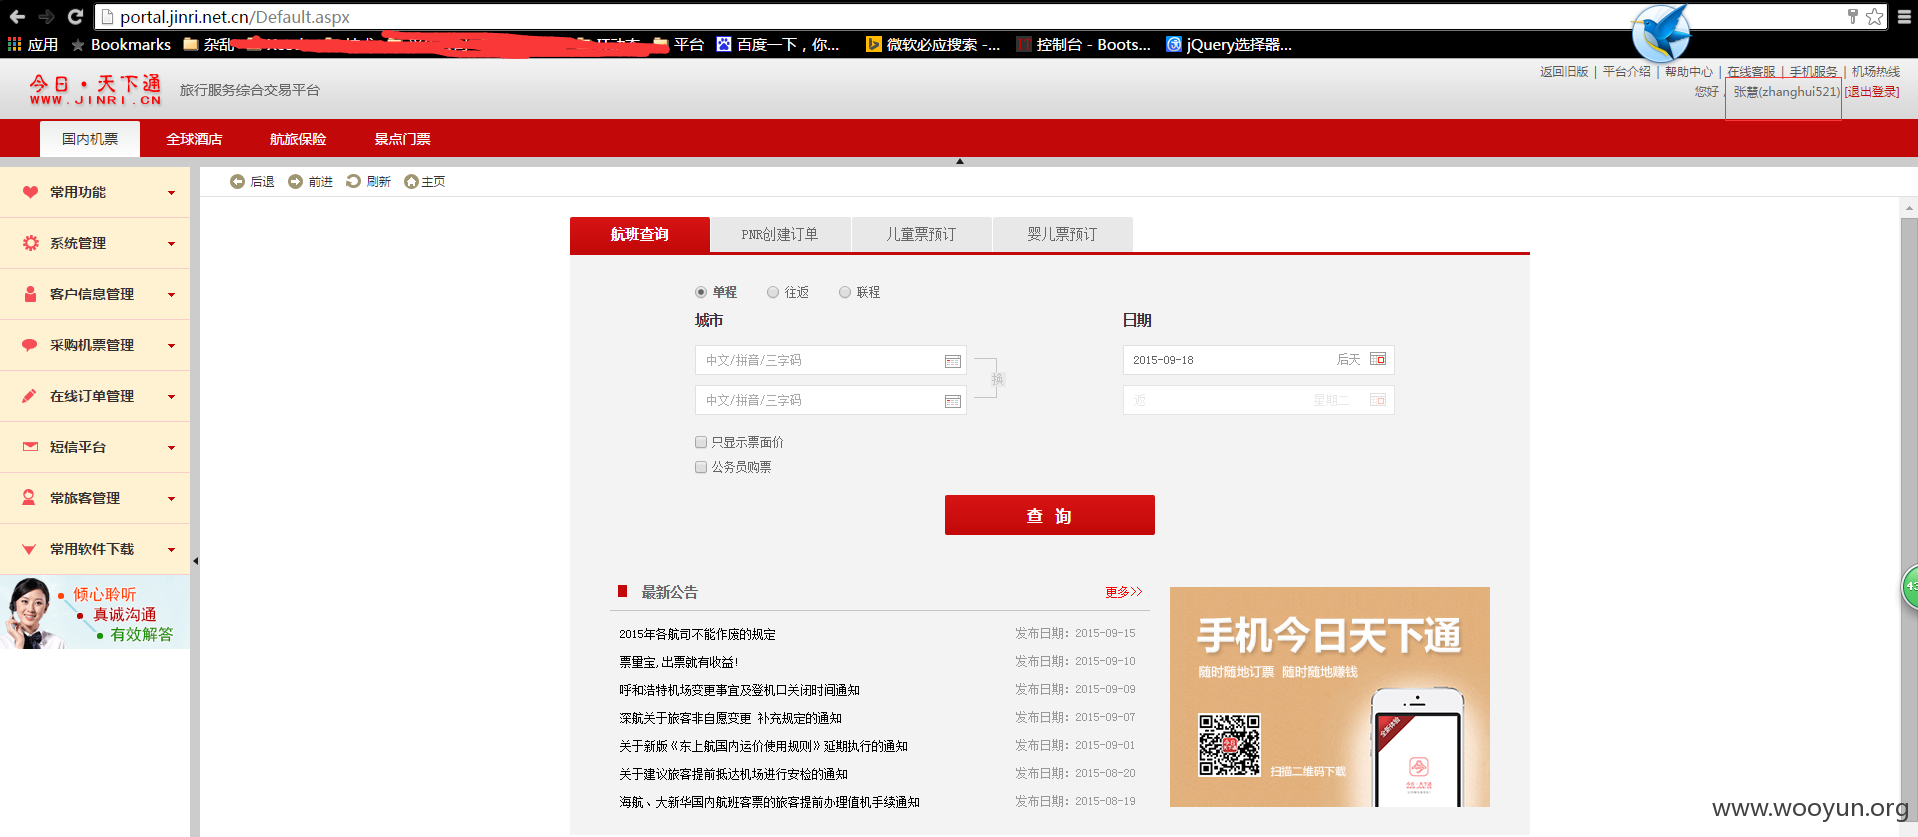 portal.jinri.net.cn/Default.aspx
应用 Bookmarks 杂乱 平台 百度一下，你... 微软必应搜索 -... 控制台 - Boots... jQuery选择器...
今日·天下通
WWW.JINRI.CN
旅行服务综合交易平台
返回旧版 | 平台介绍 | 帮助中心 | 在线客服 | 手机服务 | 机场热线
您好， 张慧(zhanghui521) [退出登录]
国内机票 全球酒店 航旅保险 景点门票
后退 前进 刷新 主页
常用功能
系统管理
客户信息管理
采购机票管理
在线订单管理
短信平台
常旅客管理
常用软件下载
倾心聆听
真诚沟通
有效解答
航班查询 PNR创建订单 儿童票预订 婴儿票预订
单程 往返 联程
城市 日期
中文/拼音/三字码 2015-09-18 后天
换
中文/拼音/三字码 返 星期二
只显示票面价
公务员购票
查 询
最新公告 更多>>
2015年各航司不能作废的规定 发布日期：2015-09-15
票量宝,出票就有收益! 发布日期：2015-09-10
呼和浩特机场变更事宜及登机口关闭时间通知 发布日期：2015-09-09
深航关于旅客非自愿变更 补充规定的通知 发布日期：2015-09-07
关于新版《东上航国内运价使用规则》延期执行的通知 发布日期：2015-09-01
关于建议旅客提前抵达机场进行安检的通知 发布日期：2015-08-20
海航、大新华国内航班客票的旅客提前办理值机手续通知 发布日期：2015-08-19
手机今日天下通
随时随地订票 随时随地赚钱
全新体验
扫描二维码下载
今日·天下通
43
www.wooyun.org